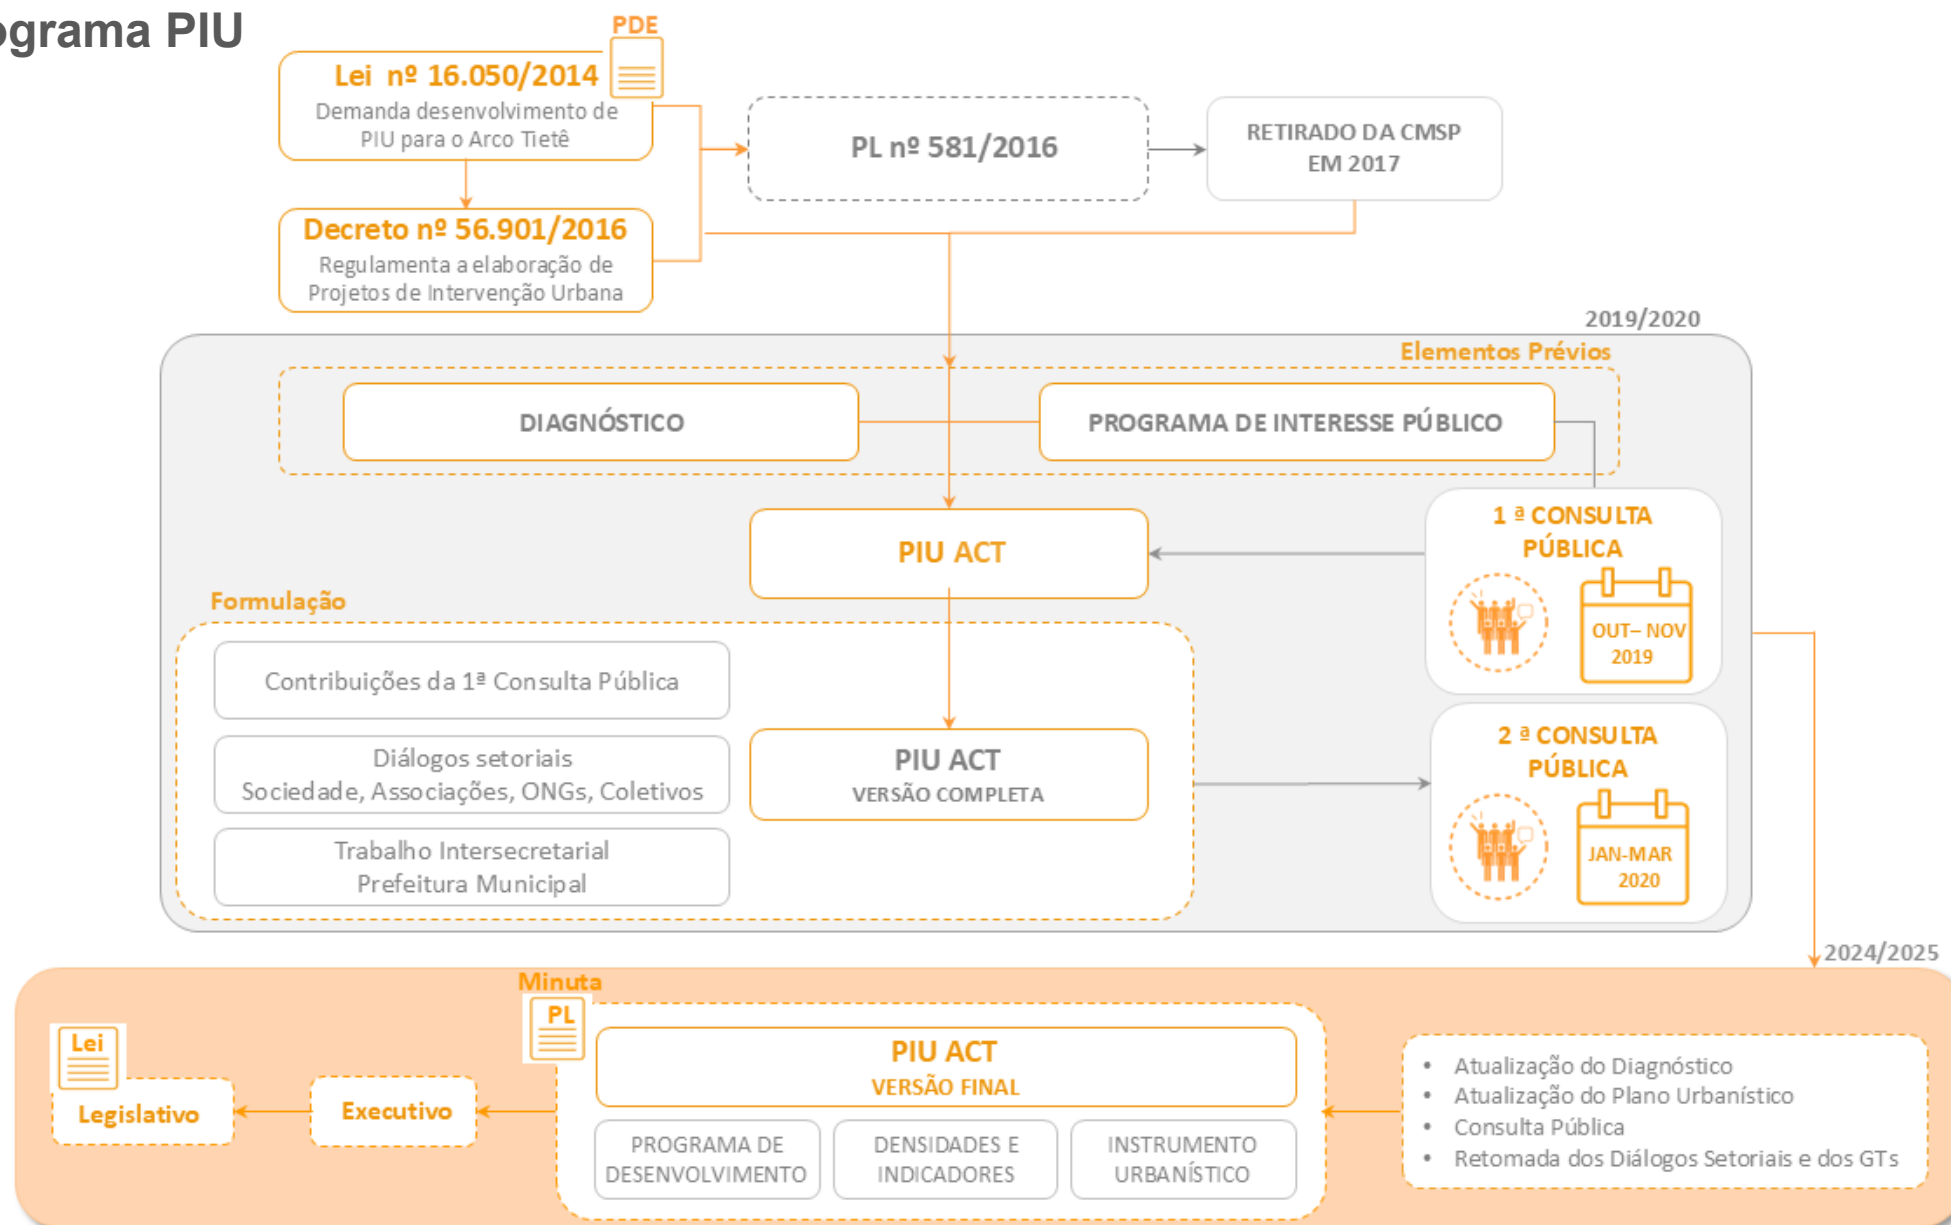 ograma PIU
PDE
Lei nº 16.050/2014
Demanda desenvolvimento de
PIU para o Arco Tietê
PL nº 581/2016
RETIRADO DA CMSP
EM 2017
Decreto nº 56.901/2016
Regulamenta a elaboração de
Projetos de Intervenção Urbana
2019/2020
Elementos Prévios
DIAGNÓSTICO
PROGRAMA DE INTERESSE PÚBLICO
1 ª CONSULTA
PÚBLICA
OUT– NOV
2019
PIU ACT
Formulação
Contribuições da 1ª Consulta Pública
Diálogos setoriais
Sociedade, Associações, ONGs, Coletivos
Trabalho Intersecretarial
Prefeitura Municipal
PIU ACT
VERSÃO COMPLETA
2 ª CONSULTA
PÚBLICA
JAN-MAR
2020
2024/2025
Minuta
PL
Lei
Legislativo
Executivo
PIU ACT
VERSÃO FINAL
PROGRAMA DE
DESENVOLVIMENTO
DENSIDADES E
INDICADORES
INSTRUMENTO
URBANÍSTICO
• Atualização do Diagnóstico
• Atualização do Plano Urbanístico
• Consulta Pública
• Retomada dos Diálogos Setoriais e dos GTs